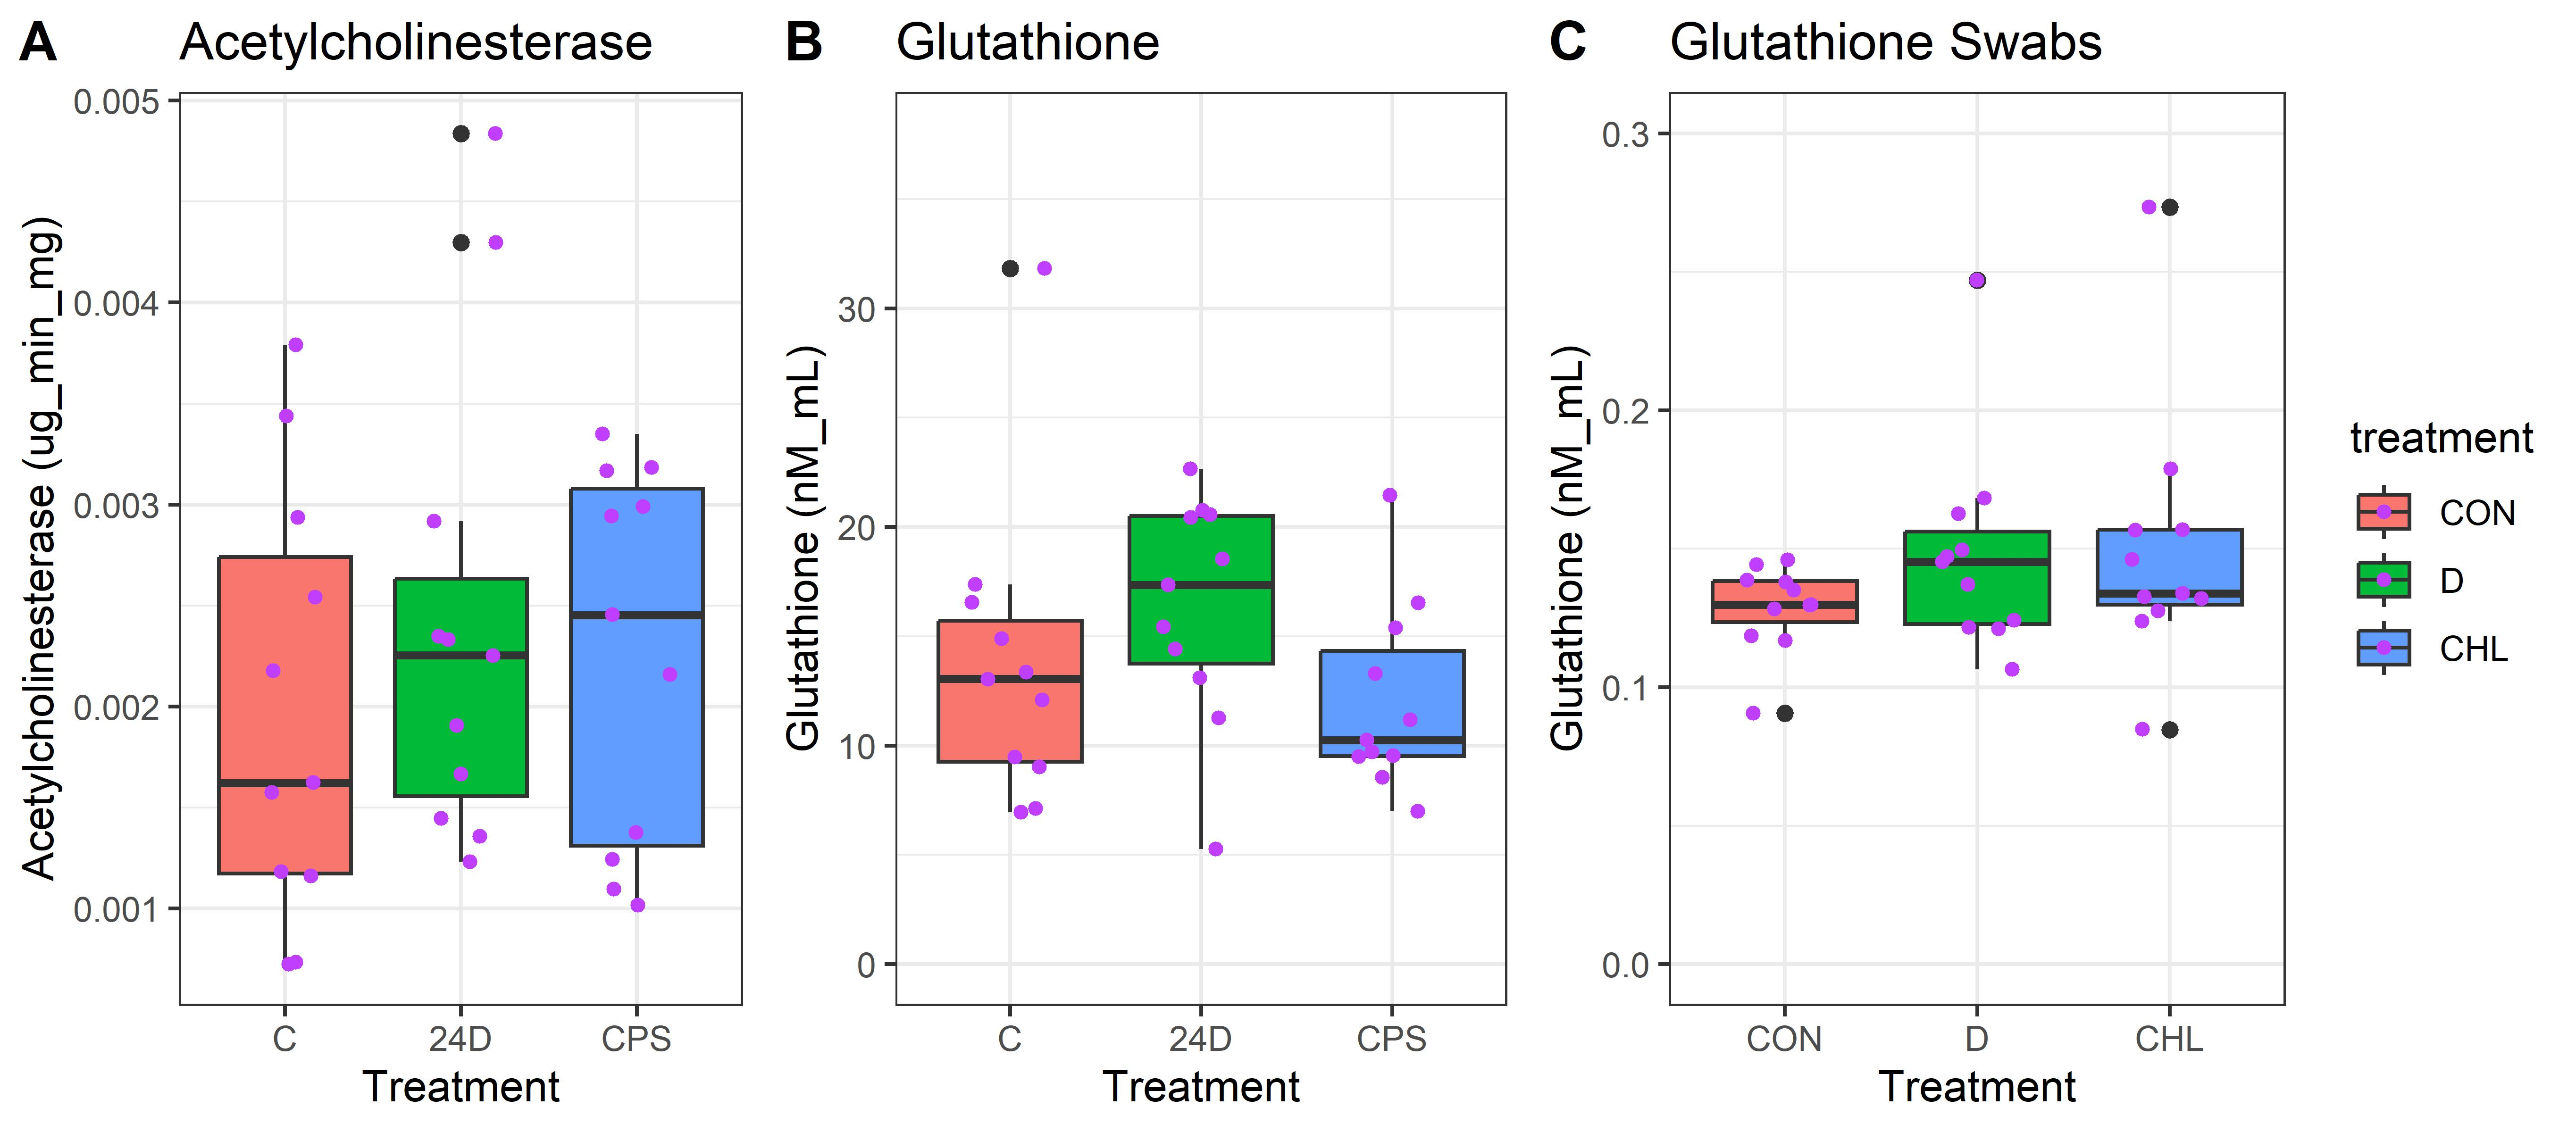 A Acetylcholinesterase
Acetylcholinesterase (ug_min_mg)
0.005
0.004
0.003
0.002
0.001
C 24D CPS
Treatment
B Glutathione
Glutathione (nM_mL)
30
20
10
0
C 24D CPS
Treatment
C Glutathione Swabs
Glutathione (nM_mL)
0.3
0.2
0.1
0.0
CON D CHL
Treatment
treatment
CON
D
CHL